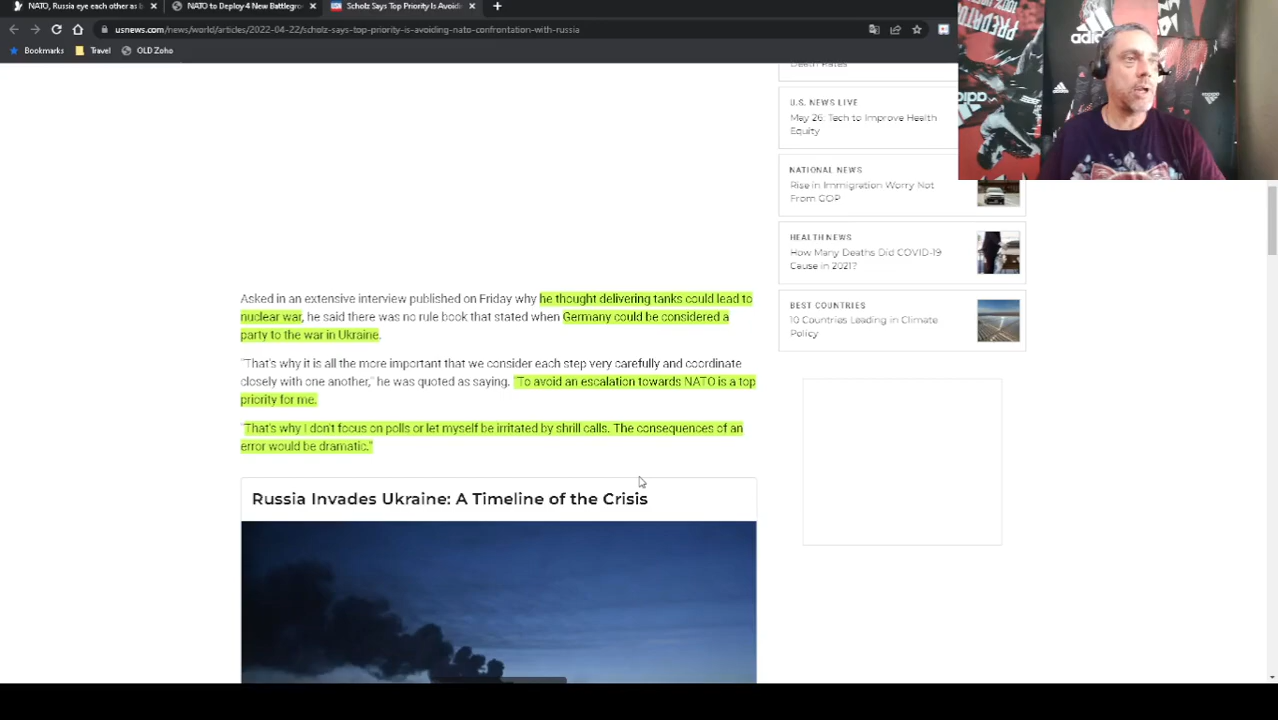 NATO, Russia eye each other as b
NATO to Deploy 4 New Battlegro
Scholz Says Top Priority Is Avoidin
usnews.com/news/world/articles/2022-04-22/scholz-says-top-priority-is-avoiding-nato-confrontation-with-russia
Bookmarks
Travel
OLD Zoho
Death Rates
U.S. NEWS LIVE
May 26: Tech to Improve Health
Equity
NATIONAL NEWS
Rise in Immigration Worry Not
From GOP
HEALTH NEWS
How Many Deaths Did COVID-19
Cause in 2021?
BEST COUNTRIES
10 Countries Leading in Climate
Policy
Asked in an extensive interview published on Friday why he thought delivering tanks could lead to
nuclear war, he said there was no rule book that stated when Germany could be considered a
party to the war in Ukraine.
"That's why it is all the more important that we consider each step very carefully and coordinate
closely with one another," he was quoted as saying. "To avoid an escalation towards NATO is a top
priority for me.
"That's why I don't focus on polls or let myself be irritated by shrill calls. The consequences of an
error would be dramatic."
Russia Invades Ukraine: A Timeline of the Crisis
PREDATOR
100%
adidas
adidas